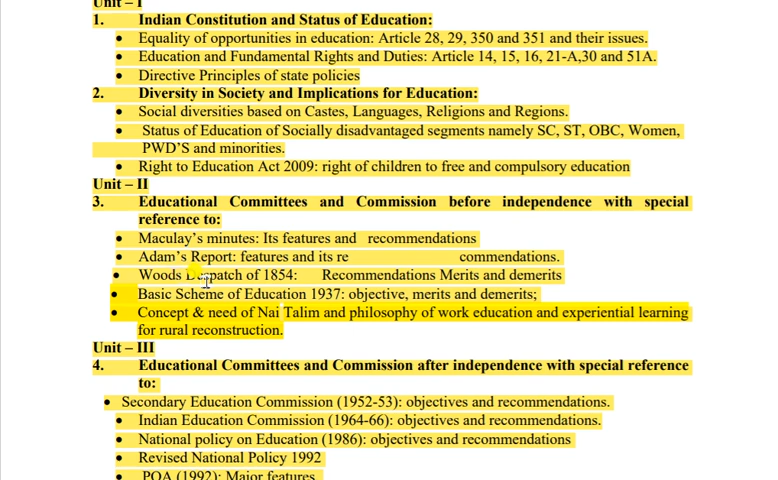 Unit – I
1. Indian Constitution and Status of Education:
• Equality of opportunities in education: Article 28, 29, 350 and 351 and their issues.
• Education and Fundamental Rights and Duties: Article 14, 15, 16, 21-A,30 and 51A.
• Directive Principles of state policies
2. Diversity in Society and Implications for Education:
• Social diversities based on Castes, Languages, Religions and Regions.
• Status of Education of Socially disadvantaged segments namely SC, ST, OBC, Women,
PWD'S and minorities.
• Right to Education Act 2009: right of children to free and compulsory education
Unit – II
3. Educational Committees and Commission before independence with special
reference to:
• Maculay's minutes: Its features and recommendations
• Adam's Report: features and its re commendations.
• Woods Despatch of 1854: Recommendations Merits and demerits
• Basic Scheme of Education 1937: objective, merits and demerits;
• Concept & need of Nai Talim and philosophy of work education and experiential learning
for rural reconstruction.
Unit – III
4. Educational Committees and Commission after independence with special reference
to:
• Secondary Education Commission (1952-53): objectives and recommendations.
• Indian Education Commission (1964-66): objectives and recommendations.
• National policy on Education (1986): objectives and recommendations
• Revised National Policy 1992
• POA (1992): Major features